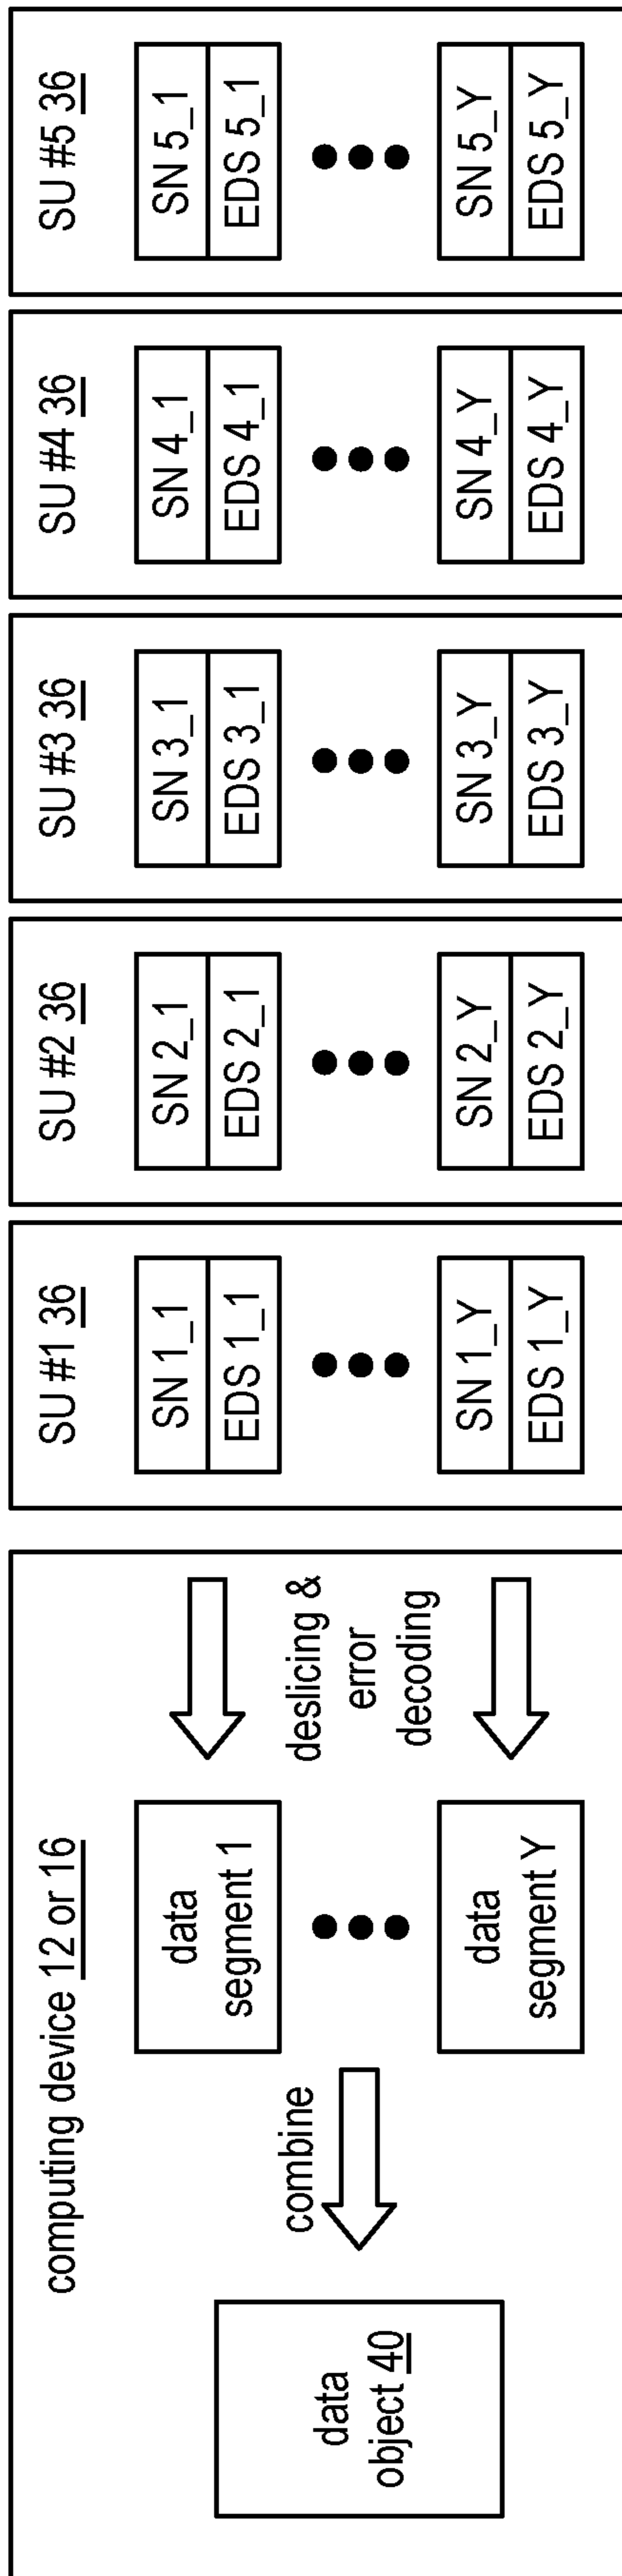 computing device 12 or 16
data
object 40
combine
data
segment 1
data
segment Y
deslicing &
error
decoding
SU #1 36
SN 1_1
EDS 1_1
SN 1_Y
EDS 1_Y
SU #2 36
SN 2_1
EDS 2_1
SN 2_Y
EDS 2_Y
SU #3 36
SN 3_1
EDS 3_1
SN 3_Y
EDS 3_Y
SU #4 36
SN 4_1
EDS 4_1
SN 4_Y
EDS 4_Y
SU #5 36
SN 5_1
EDS 5_1
SN 5_Y
EDS 5_Y